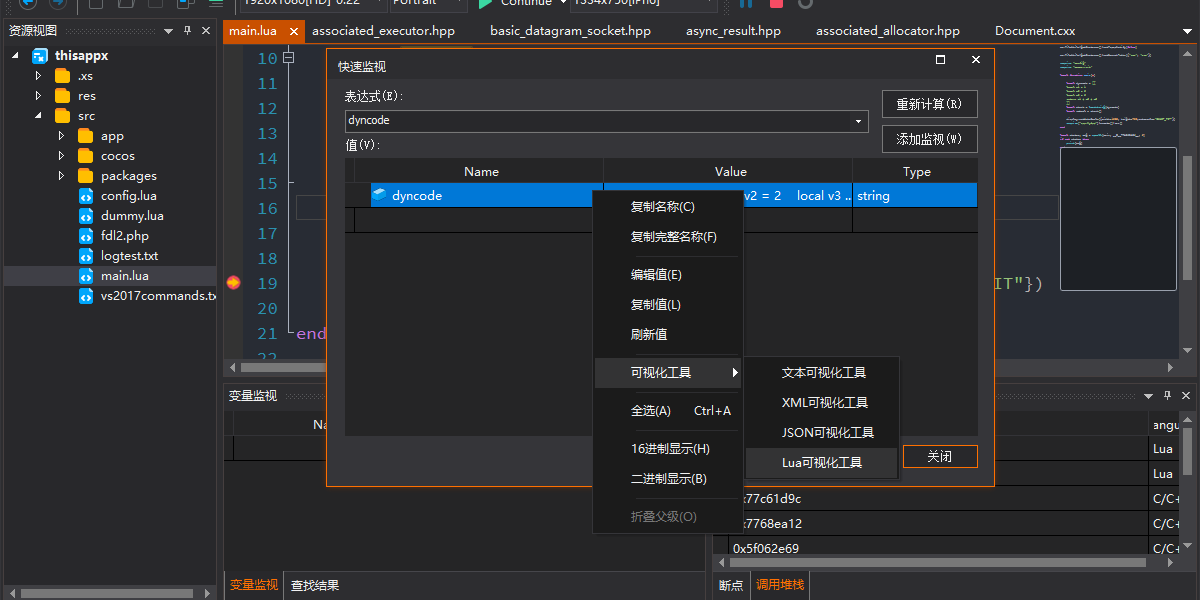 1920x1080[HD] 0.22
Portrait
Continue
1334x750[iPho]
资源视图
thisappx
.xs
res
src
app
cocos
packages
config.lua
dummy.lua
fdl2.php
logtest.txt
main.lua
vs2017commands.tx
main.lua
associated_executor.hpp
basic_datagram_socket.hpp
async_result.hpp
associated_allocator.hpp
Document.cxx
10
11
12
13
14
15
16
17
18
19
IT"})
20
21
end
22
快速监视
表达式(E):
dyncode
重新计算(R)
添加监视(W)
值(V):
Name
Value
Type
dyncode
v2 = 2 local v3 ..
string
复制名称(C)
复制完整名称(F)
编辑值(E)
复制值(L)
刷新值
可视化工具
全选(A) Ctrl+A
16进制显示(H)
二进制显示(B)
折叠父级(O)
文本可视化工具
XML可视化工具
JSON可视化工具
Lua可视化工具
关闭
变量监视
Na
angu
Lua
Lua
x77c61d9c
C/C+
x7768ea12
C/C+
0x5f062e69
C/C+
变量监视
查找结果
断点
调用堆栈